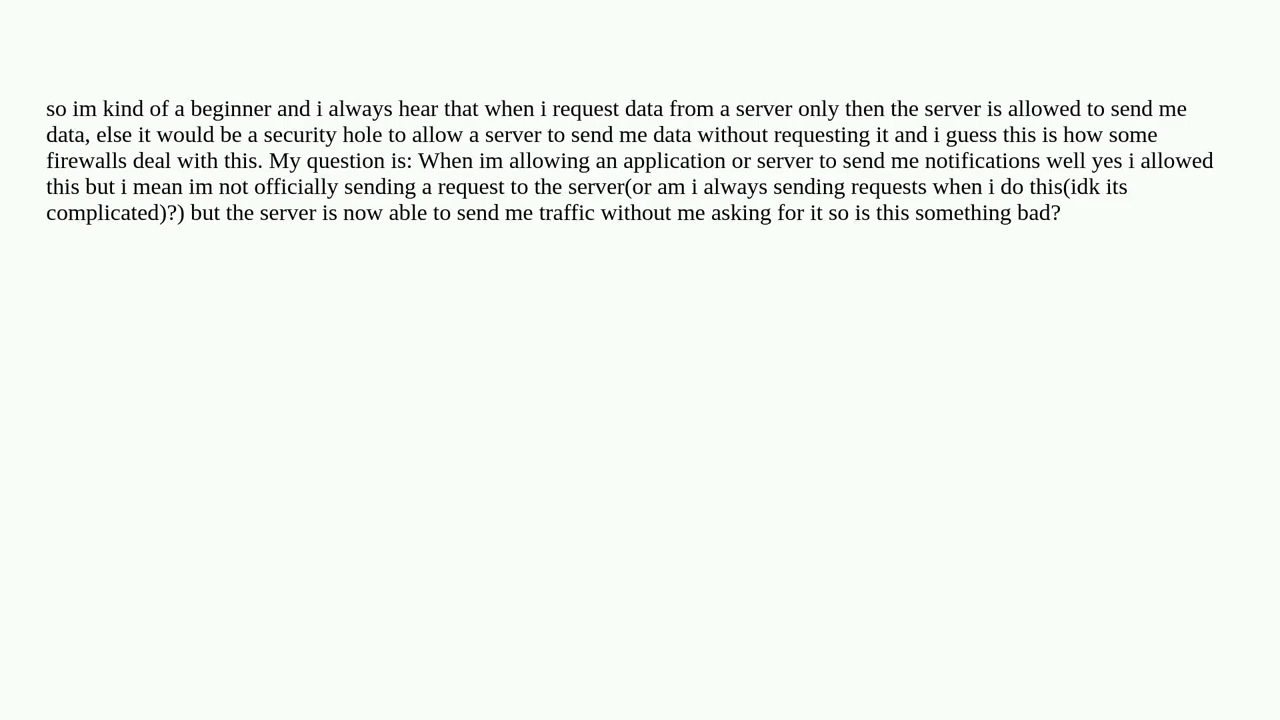 so im kind of a beginner and i always hear that when i request data from a server only then the server is allowed to send me
data, else it would be a security hole to allow a server to send me data without requesting it and i guess this is how some
firewalls deal with this. My question is: When im allowing an application or server to send me notifications well yes i allowed
this but i mean im not officially sending a request to the server(or am i always sending requests when i do this(idk its
complicated)?) but the server is now able to send me traffic without me asking for it so is this something bad?